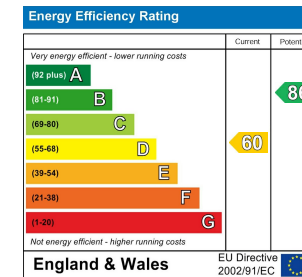 Energy Efficiency Rating
Current
Very energy efficient - lower running costs
(92 plus) A
(81-91) B
(69-80) C
(55-68) D
60
(39-54) E
(21-38) F
(1-20) G
Not energy efficient - higher running costs
England & Wales
EU Directive
2002/91/EC